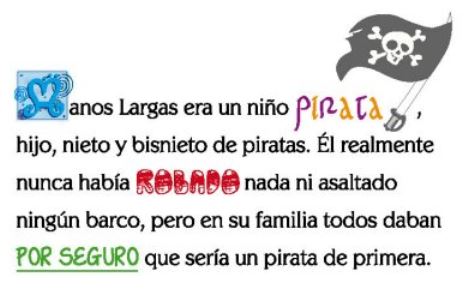 Manos Largas era un niño PIRATA,
hijo, nieto y bisnieto de piratas. Él realmente
nunca había ROBADO nada ni asaltado
ningún barco, pero en su familia todos daban
POR SEGURO que sería un pirata de primera.